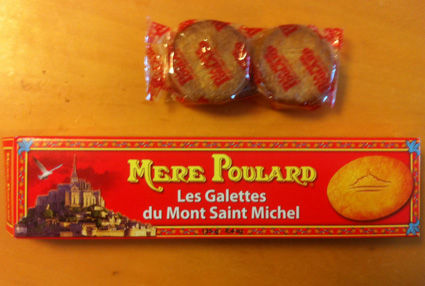 MERE POULARD
Les Galettes
du Mont Saint Michel